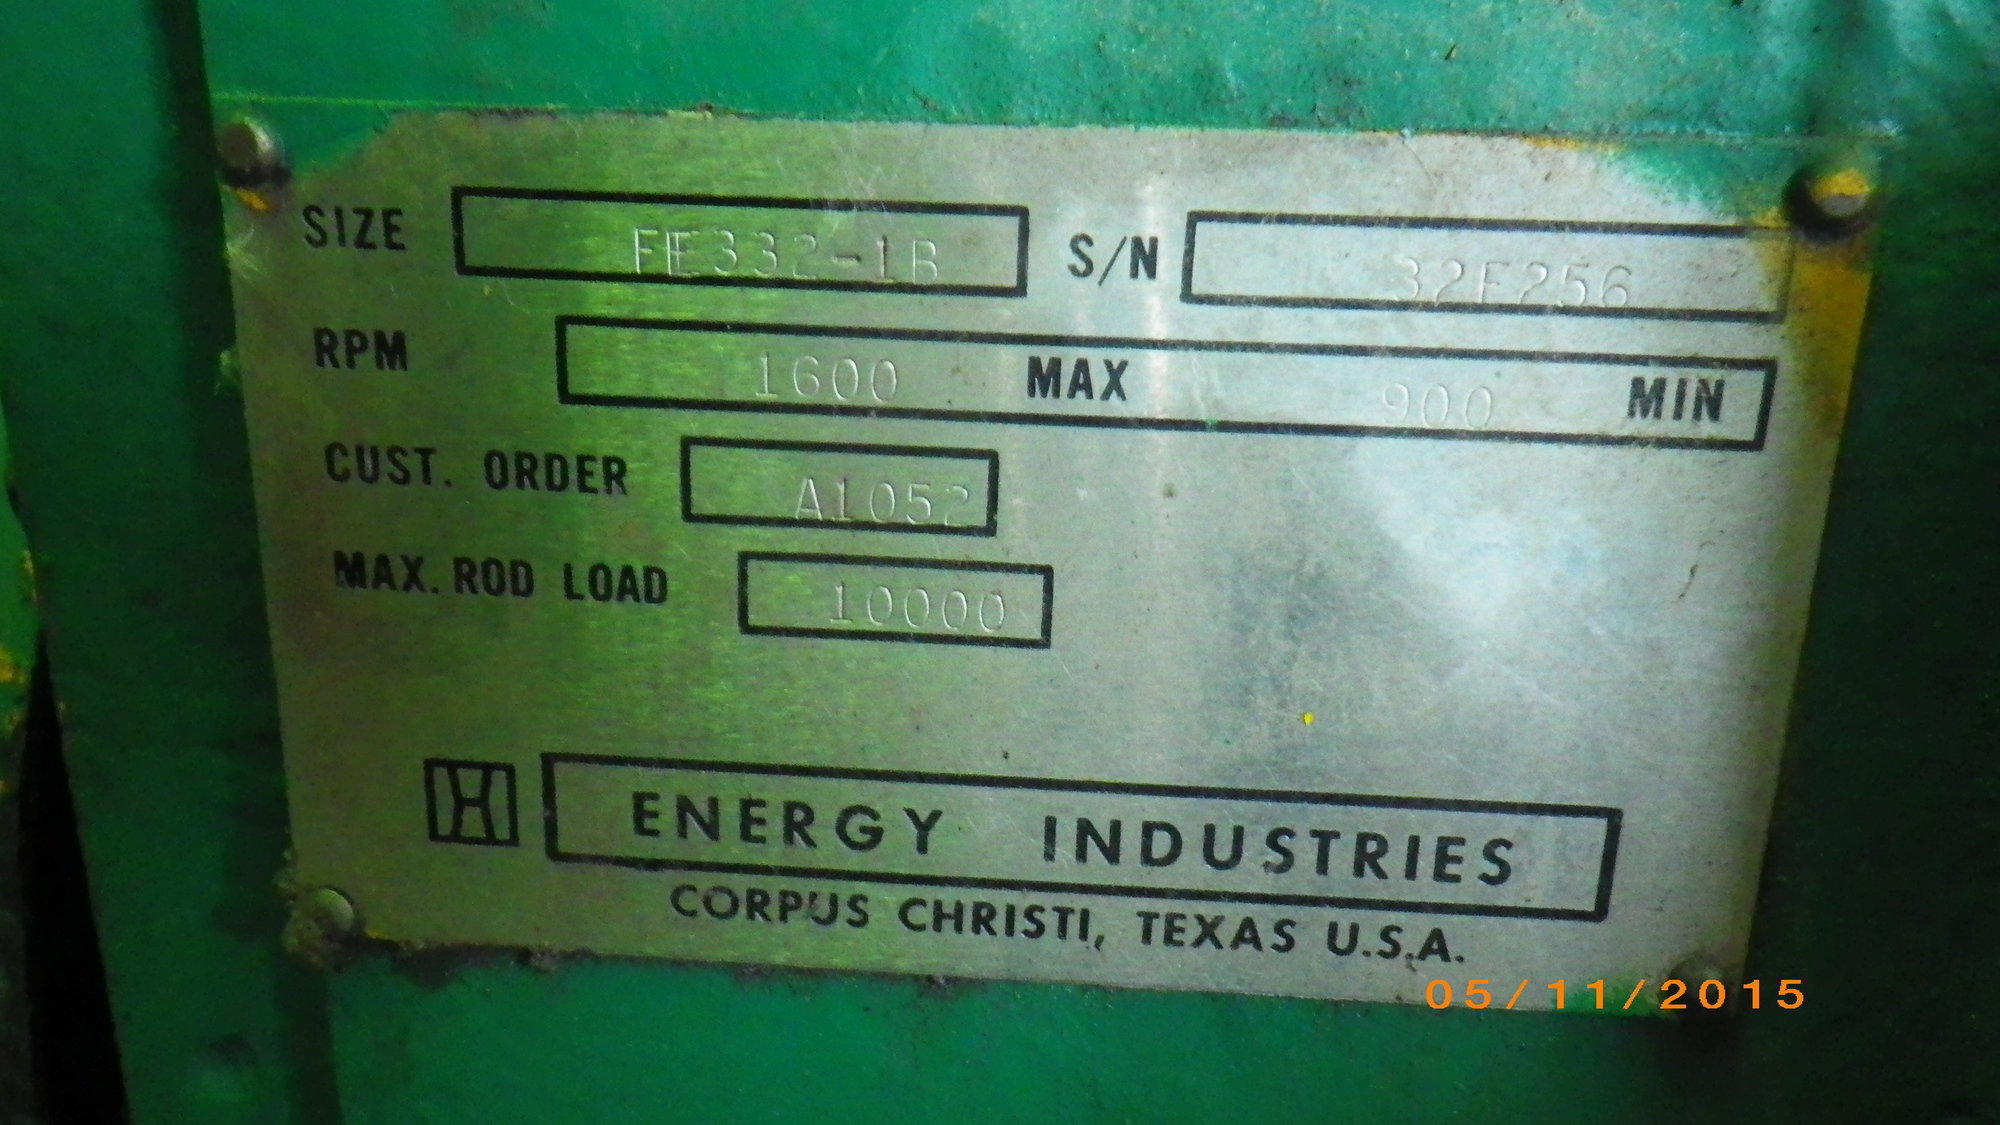 SIZE FE332-1B S/N 32F256
RPM 1600 MAX 900 MIN
CUST. ORDER A1052
MAX. ROD LOAD 10000
ENERGY INDUSTRIES
CORPUS CHRISTI, TEXAS U.S.A.
05/11/2015